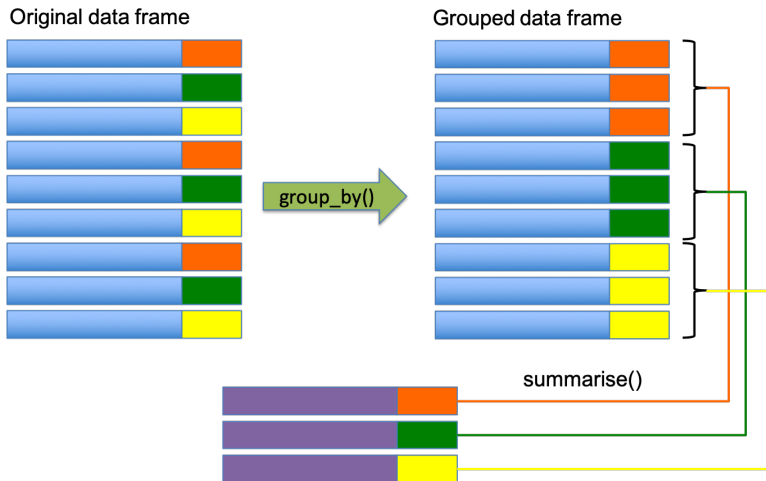 Original data frame
Grouped data frame
group_by()
summarise()